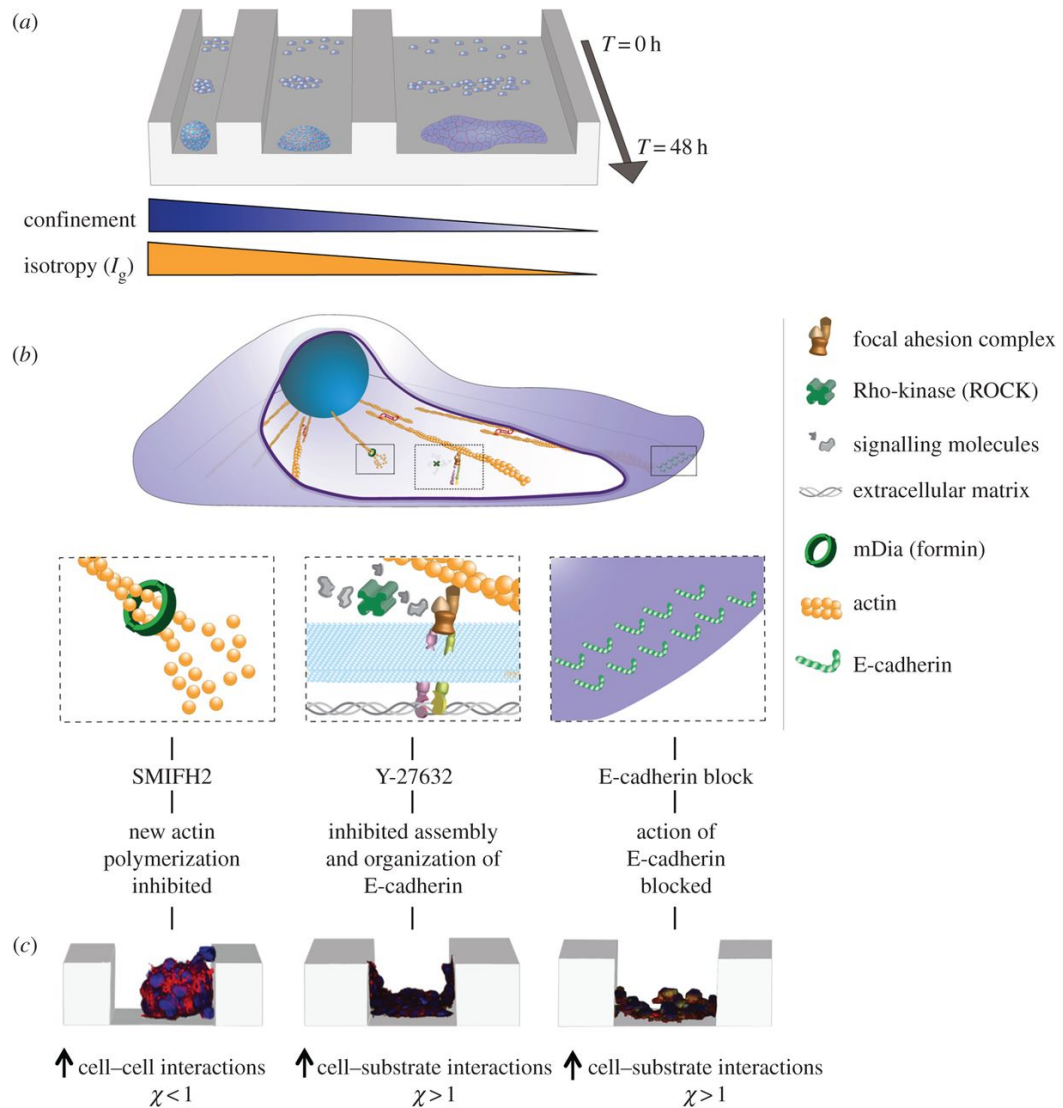 (a)
T = 0 h
T = 48 h
confinement
isotropy (Ig)
(b)
focal ahesion complex
Rho-kinase (ROCK)
signalling molecules
extracellular matrix
mDia (formin)
actin
E-cadherin
SMIFH2
new actin
polymerization
inhibited
Y-27632
inhibited assembly
and organization of
E-cadherin
E-cadherin block
action of
E-cadherin
blocked
(c)
cell–cell interactions
χ < 1
cell–substrate interactions
χ > 1
cell–substrate interactions
χ > 1